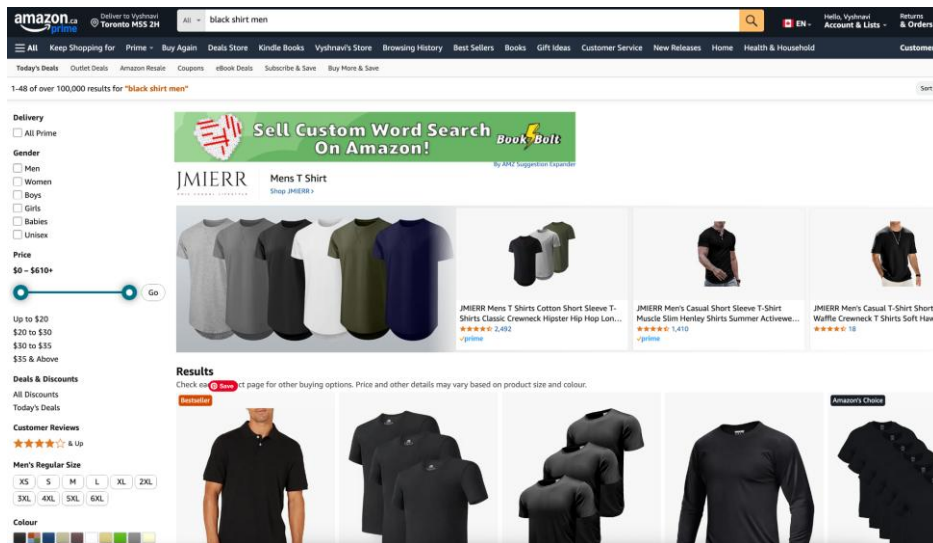 amazon.ca
prime
Deliver to Vyshnavi
Toronto M5S 2H
All
black shirt men
EN
Hello, Vyshnavi
Account & Lists
Returns
& Orders
All
Keep Shopping for
Prime
Buy Again
Deals Store
Kindle Books
Vyshnavi's Store
Browsing History
Best Sellers
Books
Gift Ideas
Customer Service
New Releases
Home
Health & Household
Custome
Today's Deals
Outlet Deals
Amazon Resale
Coupons
eBook Deals
Subscribe & Save
Buy More & Save
1-48 of over 100,000 results for "black shirt men"
Sort
Delivery
All Prime
Gender
Men
Women
Boys
Girls
Babies
Unisex
Price
$0 – $610+
Go
Up to $20
$20 to $30
$30 to $35
$35 & Above
Deals & Discounts
All Discounts
Today's Deals
Customer Reviews
& Up
Men's Regular Size
XS S M L XL 2XL
3XL 4XL 5XL 6XL
Colour
Sell Custom Word Search
On Amazon!
Book Bolt
By AMZ Suggestion Expander
JMIERR
Mens T Shirt
Shop JMIERR
JMIERR Mens T Shirts Cotton Short Sleeve T-
Shirts Classic Crewneck Hipster Hip Hop Lon...
2,492
prime
JMIERR Men's Casual Short Sleeve T-Shirt
Muscle Slim Henley Shirts Summer Activewe...
1,410
prime
JMIERR Men's Casual T-Shirt Short
Waffle Crewneck T Shirts Soft Haw
18
Results
Check ea Save ct page for other buying options. Price and other details may vary based on product size and colour.
Bestseller
Amazon's Choice